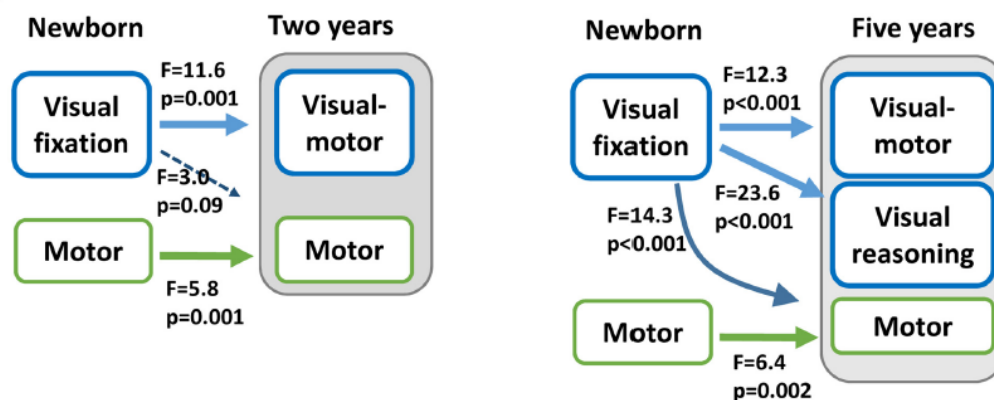 Newborn
Two years
F=11.6
p=0.001
Visual
fixation
Visual-
motor
F=3.0
p=0.09
Motor
Motor
F=5.8
p=0.001
Newborn
Five years
F=12.3
p<0.001
Visual
fixation
Visual-
motor
F=23.6
p<0.001
F=14.3
p<0.001
Visual
reasoning
Motor
Motor
F=6.4
p=0.002